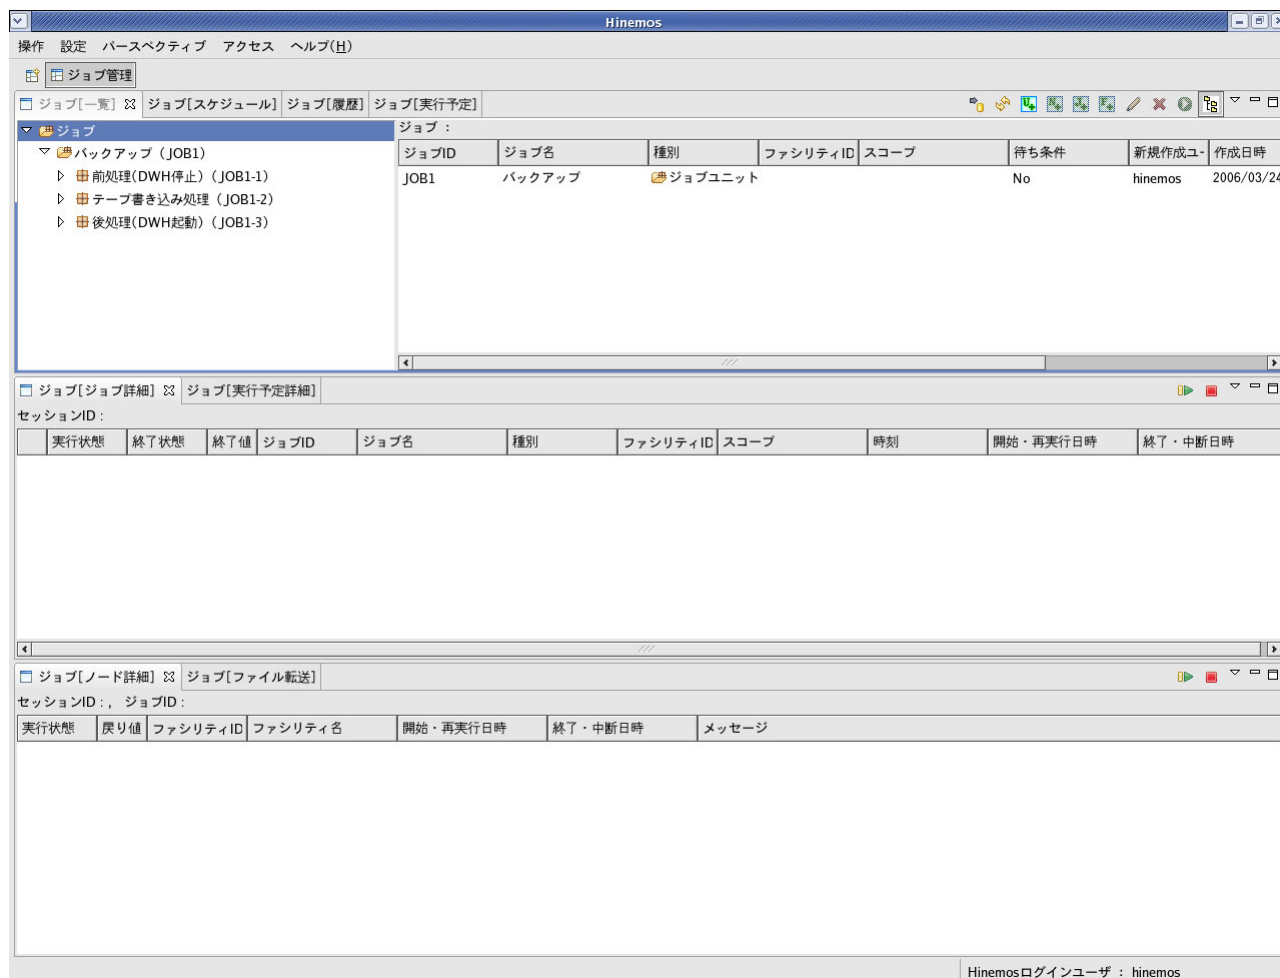 Hinemos
操作 設定 パースペクティブ アクセス ヘルプ(H)
ジョブ管理
ジョブ[一覧] ジョブ[スケジュール] ジョブ[履歴] ジョブ[実行予定]
ジョブ
バックアップ (JOB1)
前処理(DWH停止) (JOB1-1)
テープ書き込み処理 (JOB1-2)
後処理(DWH起動) (JOB1-3)
ジョブ :
ジョブID ジョブ名 種別 ファシリティID スコープ 待ち条件 新規作成ユ- 作成日時
JOB1 バックアップ ジョブユニット No hinemos 2006/03/24
ジョブ[ジョブ詳細] ジョブ[実行予定詳細]
セッションID :
実行状態 終了状態 終了値 ジョブID ジョブ名 種別 ファシリティID スコープ 時刻 開始・再実行日時 終了・中断日時
ジョブ[ノード詳細] ジョブ[ファイル転送]
セッションID : , ジョブID :
実行状態 戻り値 ファシリティID ファシリティ名 開始・再実行日時 終了・中断日時 メッセージ
Hinemosログインユーザ : hinemos